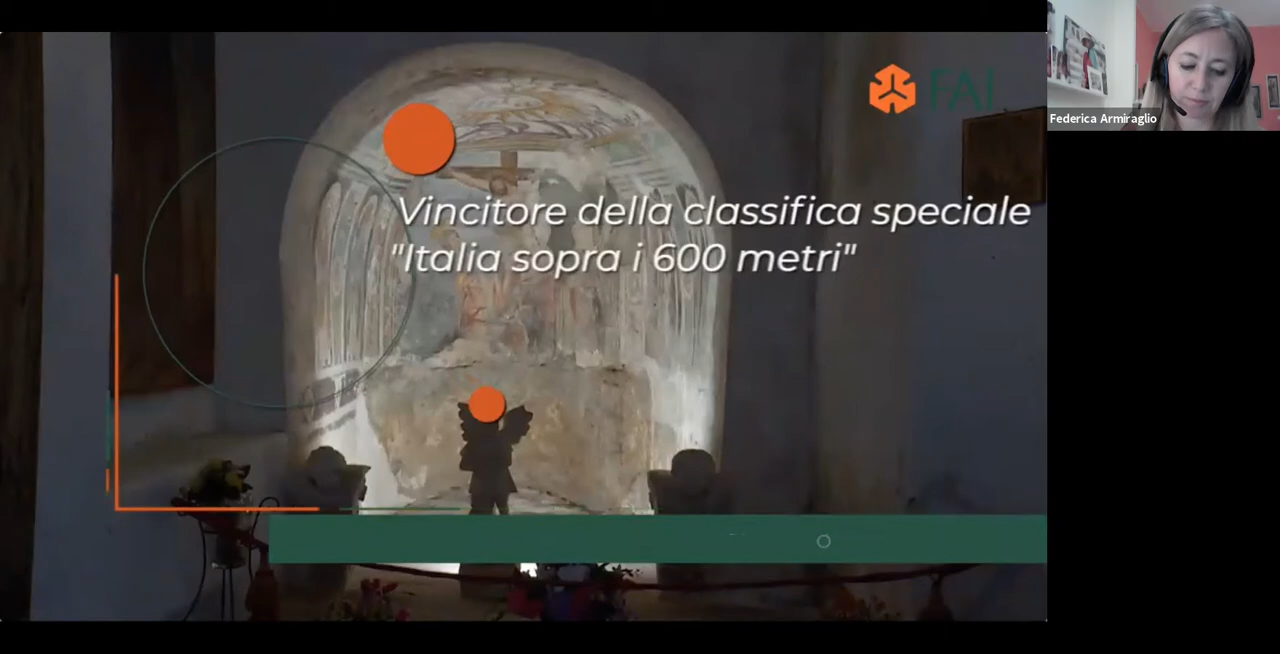 FAI
Vincitore della classifica speciale
"Italia sopra i 600 metri"
Federica Armiraglio